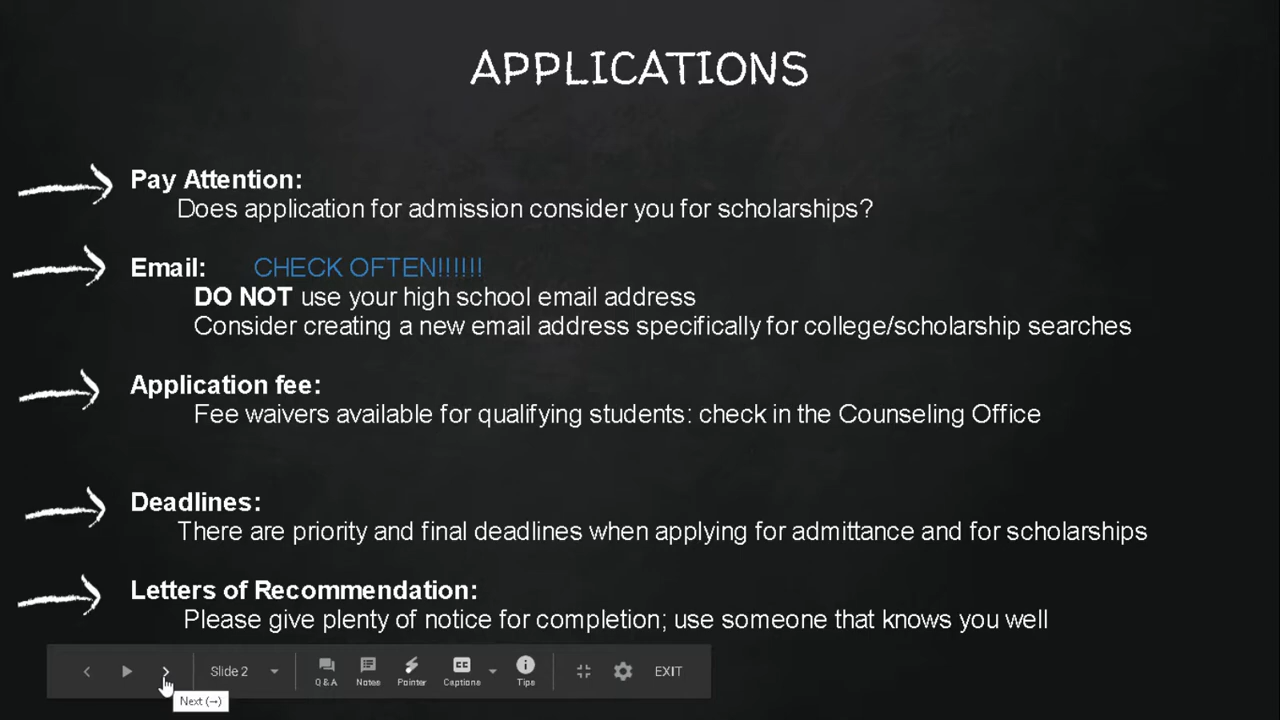 APPLICATIONS
Pay Attention:
Does application for admission consider you for scholarships?
Email: CHECK OFTEN!!!!!!
DO NOT use your high school email address
Consider creating a new email address specifically for college/scholarship searches
Application fee:
Fee waivers available for qualifying students: check in the Counseling Office
Deadlines:
There are priority and final deadlines when applying for admittance and for scholarships
Letters of Recommendation:
Please give plenty of notice for completion; use someone that knows you well
Slide 2 Q & A Notes Pointer Captions Tips EXIT
Next (→)